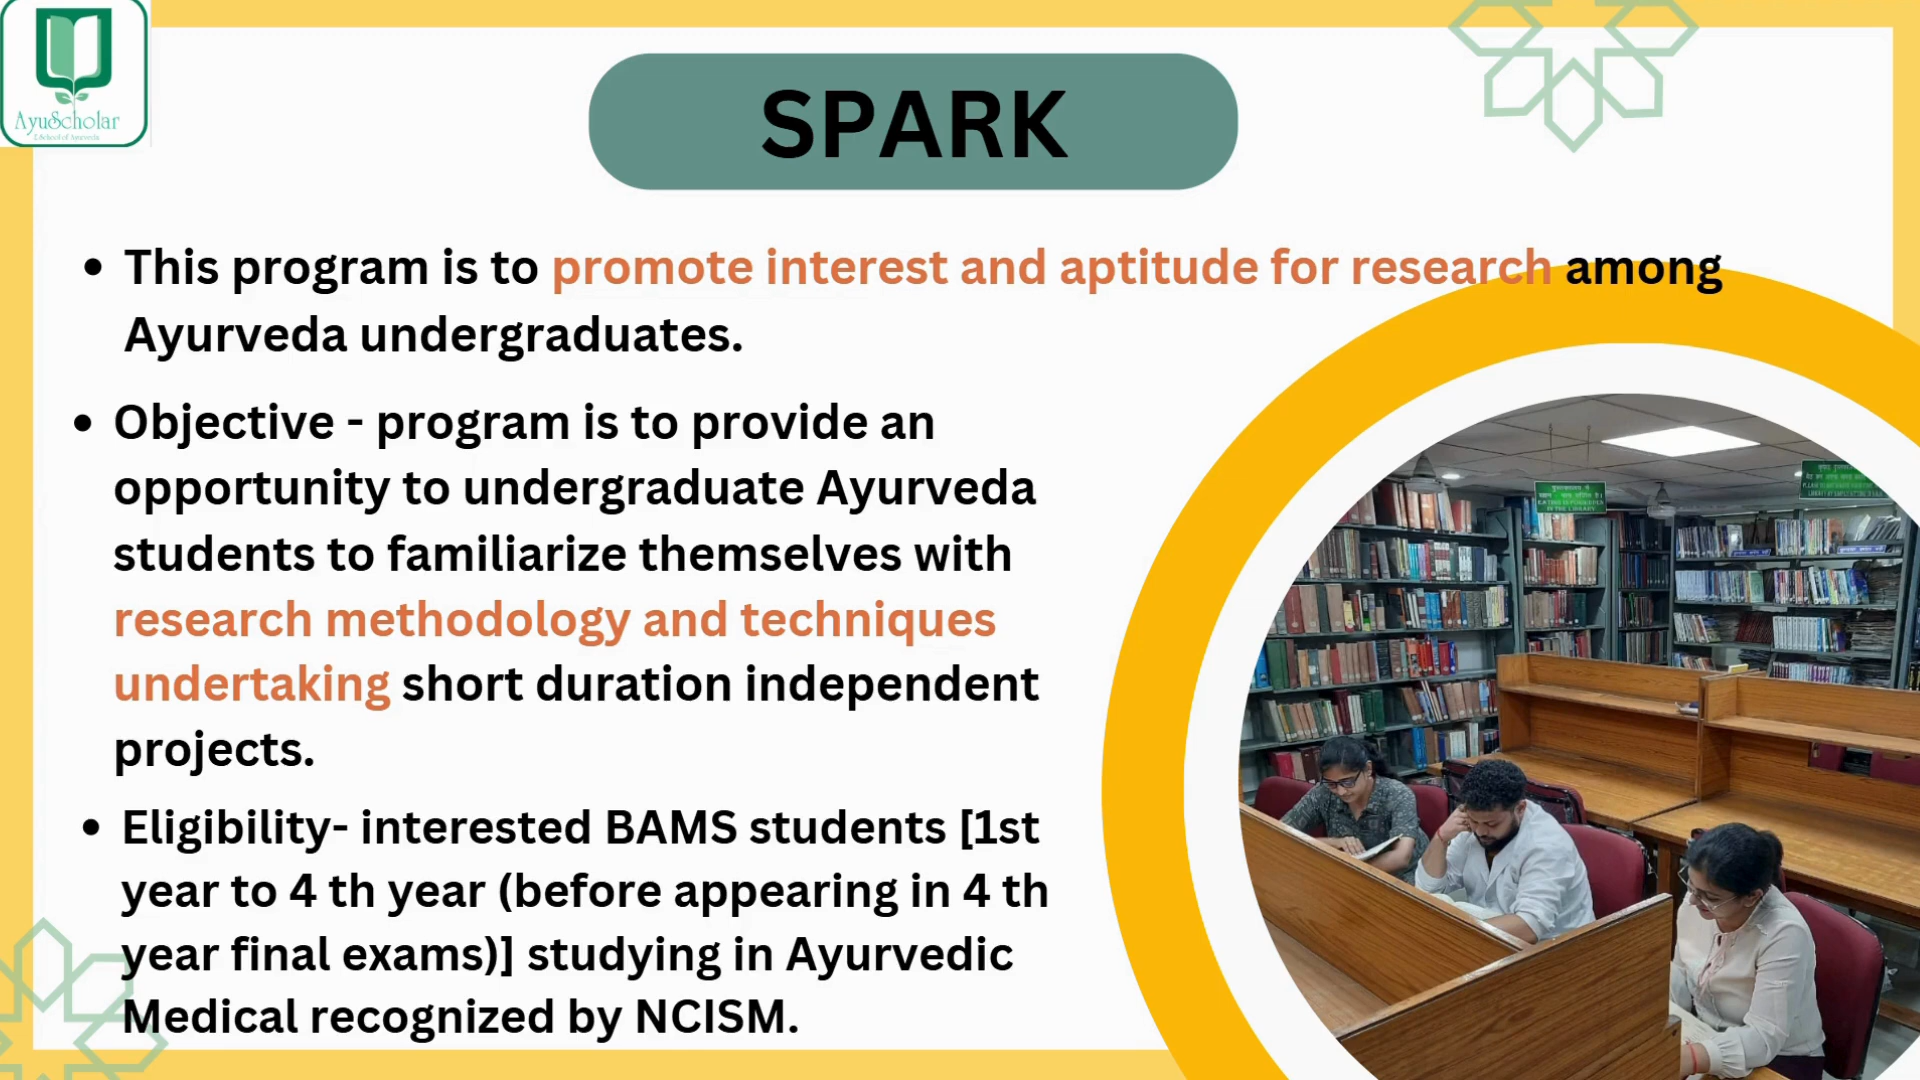 AyuScholar
E School of Ayurveda
SPARK
• This program is to promote interest and aptitude for research among
Ayurveda undergraduates.
• Objective - program is to provide an
opportunity to undergraduate Ayurveda
students to familiarize themselves with
research methodology and techniques
undertaking short duration independent
projects.
• Eligibility- interested BAMS students [1st
year to 4 th year (before appearing in 4 th
year final exams)] studying in Ayurvedic
Medical recognized by NCISM.